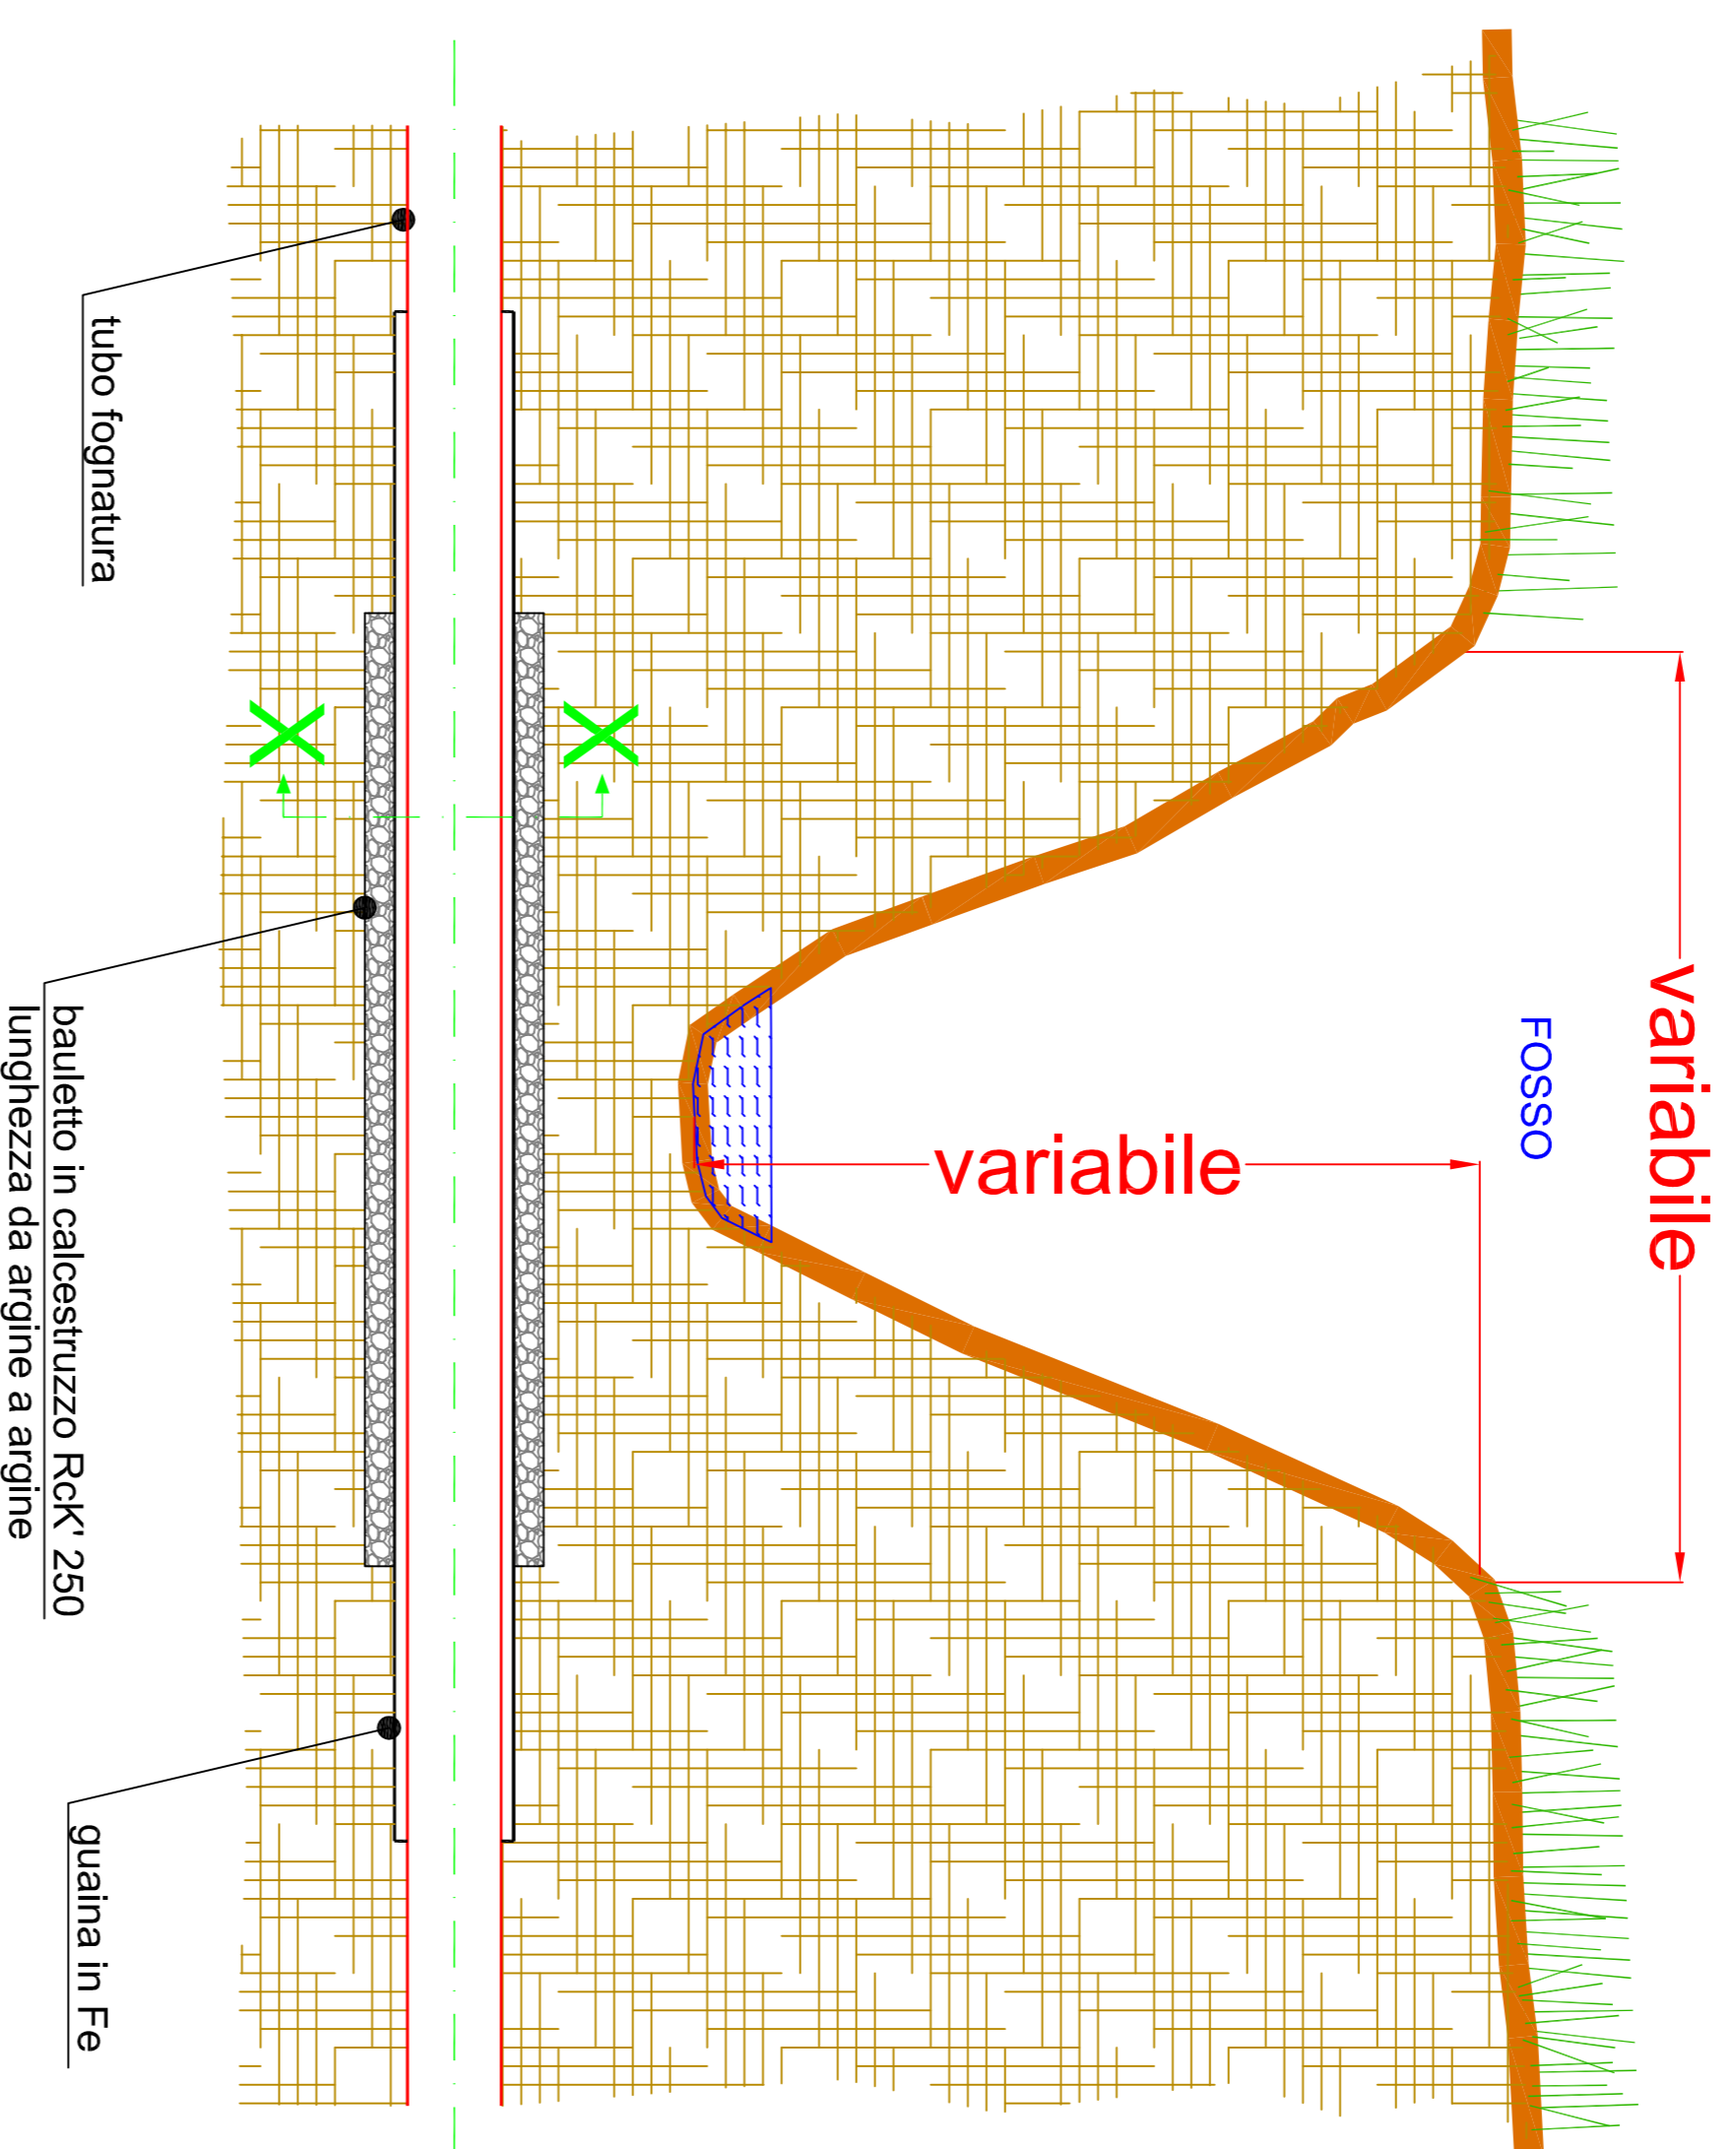 variabile
FOSSO
variabile
tubo fognatura
bauletto in calcestruzzo RcK' 250
lunghezza da argine a argine
guaina in Fe
X
X